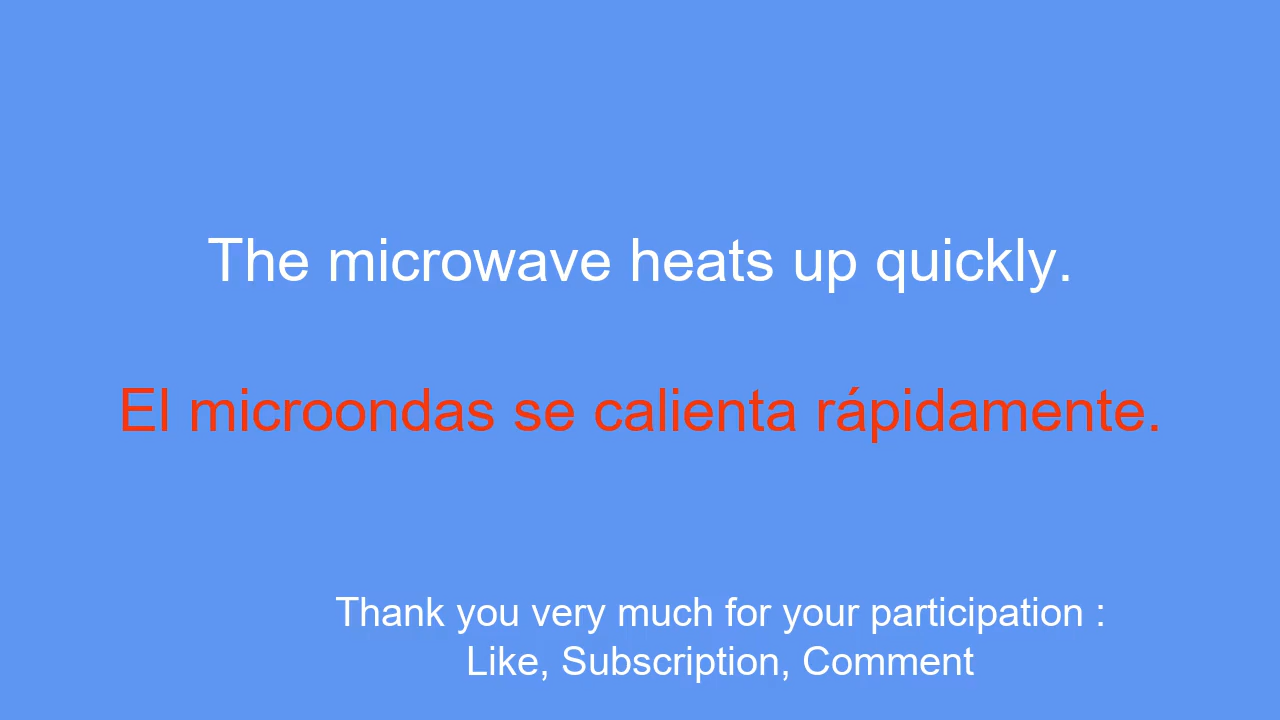 The microwave heats up quickly.
El microondas se calienta rápidamente.
Thank you very much for your participation :
Like, Subscription, Comment